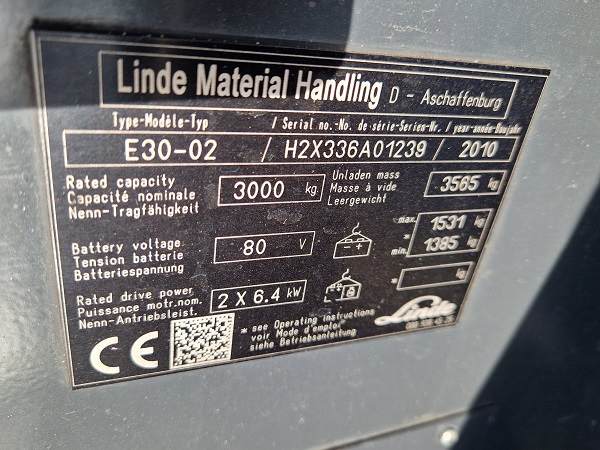 Linde Material Handling D - Aschaffenburg
Type-Modèle-Typ / Serial no.-No. de série-Serien-Nr. / year-année-Baujahr
E30-02 / H2X336A01239 / 2010
Rated capacity
Capacité nominale
Nenn-Tragfähigkeit
3000 kg
Unladen mass
Masse à vide
Leergewicht
3565 kg
Battery voltage
Tension batterie
Batteriespannung
80 V
max. 1531 kg
*
min. 1385 kg
Rated drive power
Puissance motr.nom.
Nenn-Antriebsleist.
2 X 6.4 kW
* kg
CE
* see Operating instructions
voir Mode d'emploi
siehe Betriebsanleitung
Linde